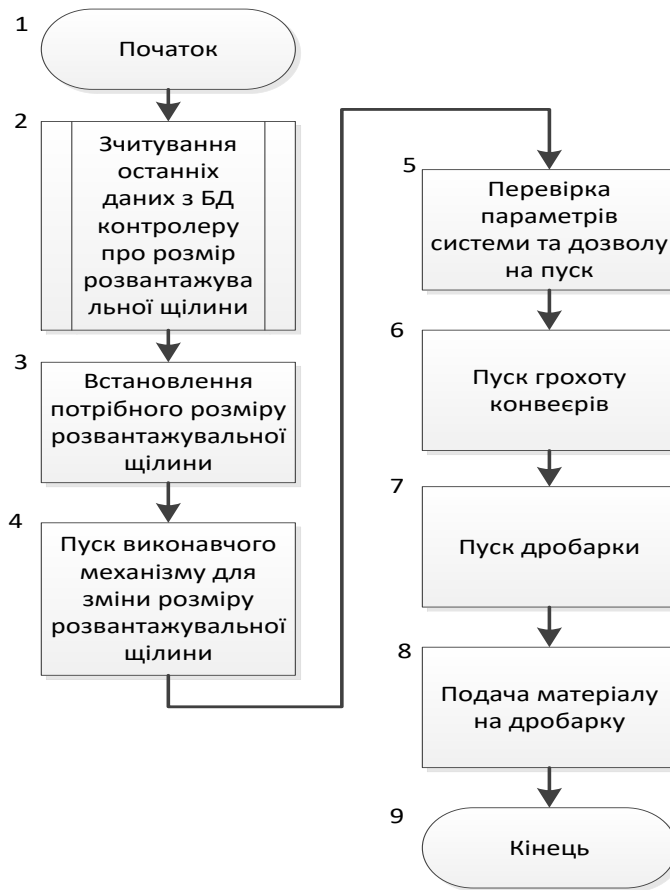 1
Початок
2
Зчитування
останніх
даних з БД
контролеру
про розмір
розвантажува
льної щілини
3
Встановлення
потрібного розміру
розвантажувальної
щілини
4
Пуск виконавчого
механізму для
зміни розміру
розвантажувальної
щілини
5
Перевірка
параметрів
системи та дозволу
на пуск
6
Пуск грохоту
конвеєрів
7
Пуск дробарки
8
Подача матеріалу
на дробарку
9
Кінець